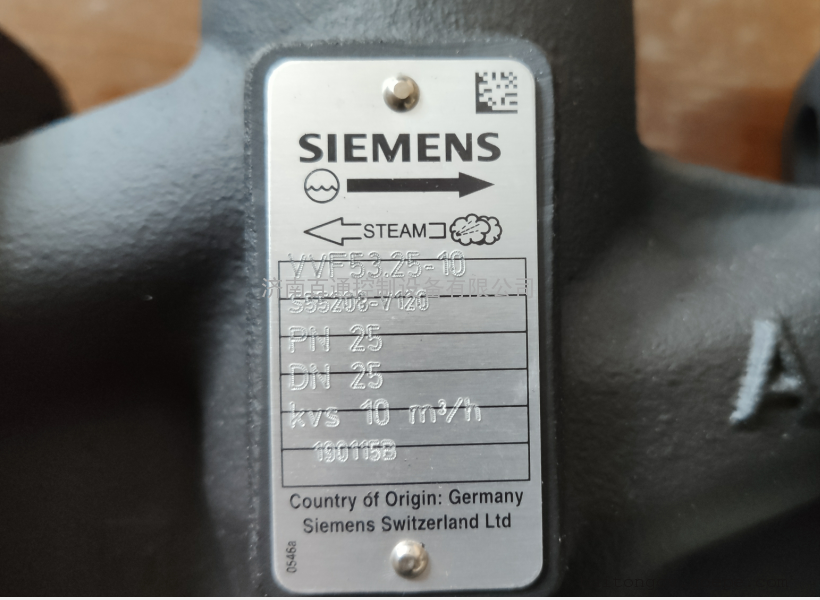 SIEMENS
STEAM
VVF53.25-10
济南百通控制设备有限公司
S55208-V120
PN 25
DN 25
kvs 10 m³/h
190115B
Country of Origin: Germany
Siemens Switzerland Ltd
0546a
A